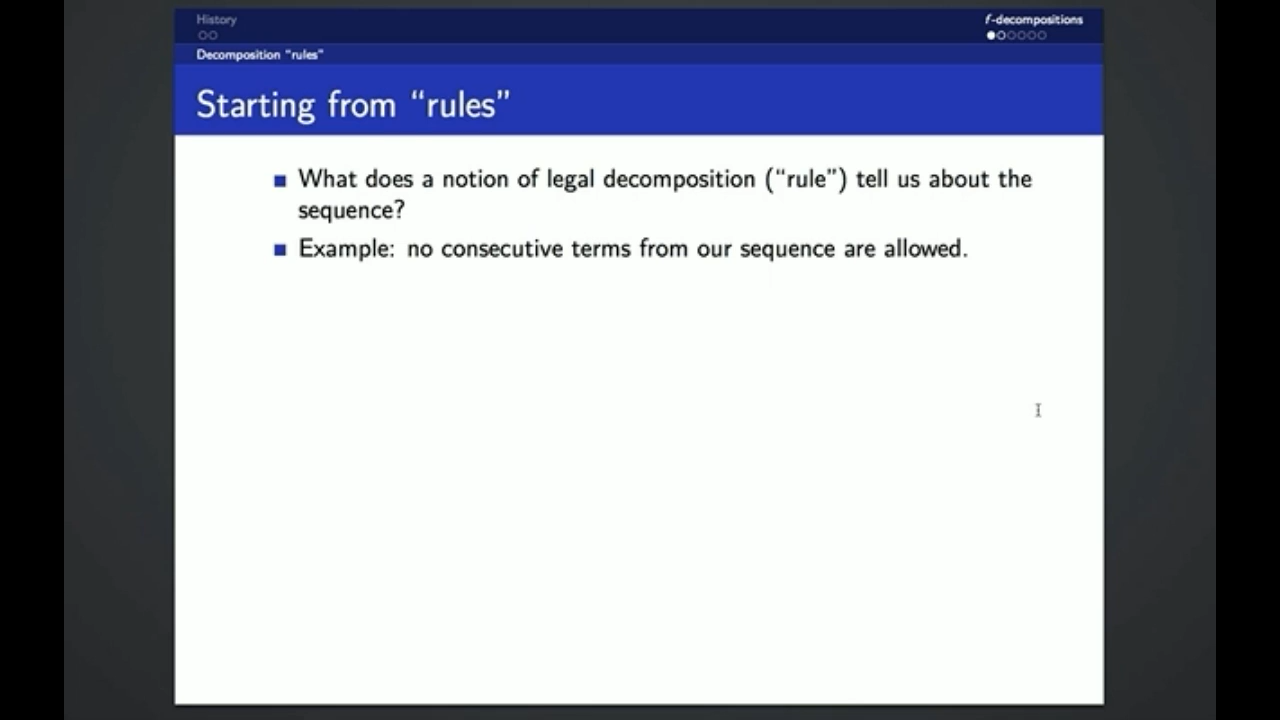 History
f-decompositions
Decomposition “rules”
Starting from “rules”
What does a notion of legal decomposition (“rule”) tell us about the
sequence?
Example: no consecutive terms from our sequence are allowed.